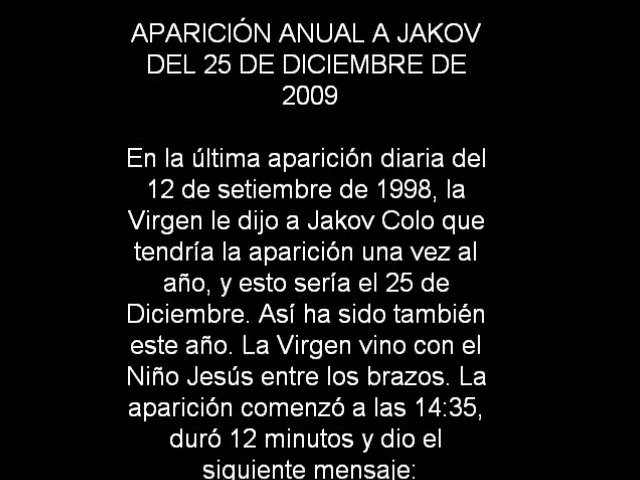 APARICIÓN ANUAL A JAKOV
DEL 25 DE DICIEMBRE DE
2009
En la última aparición diaria del
12 de setiembre de 1998, la
Virgen le dijo a Jakov Colo que
tendría la aparición una vez al
año, y esto sería el 25 de
Diciembre. Así ha sido también
este año. La Virgen vino con el
Niño Jesús entre los brazos. La
aparición comenzó a las 14:35,
duró 12 minutos y dio el
siguiente mensaje: